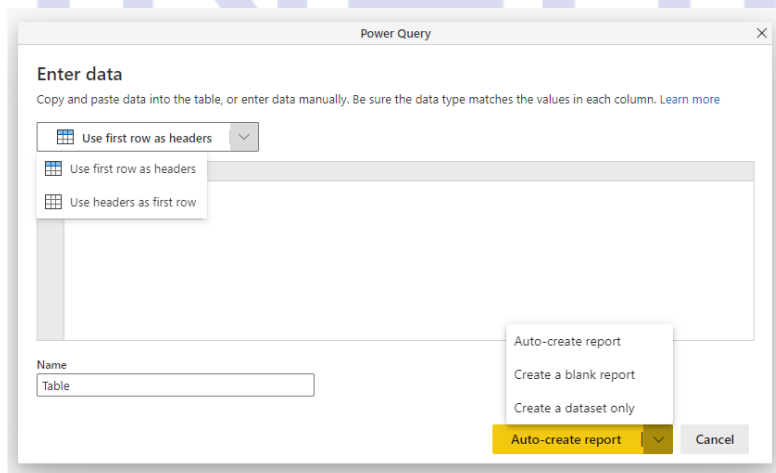 Power Query
Enter data
Copy and paste data into the table, or enter data manually. Be sure the data type matches the values in each column. Learn more
Use first row as headers
Use first row as headers
Use headers as first row
Auto-create report
Create a blank report
Create a dataset only
Name
Table
Auto-create report
Cancel